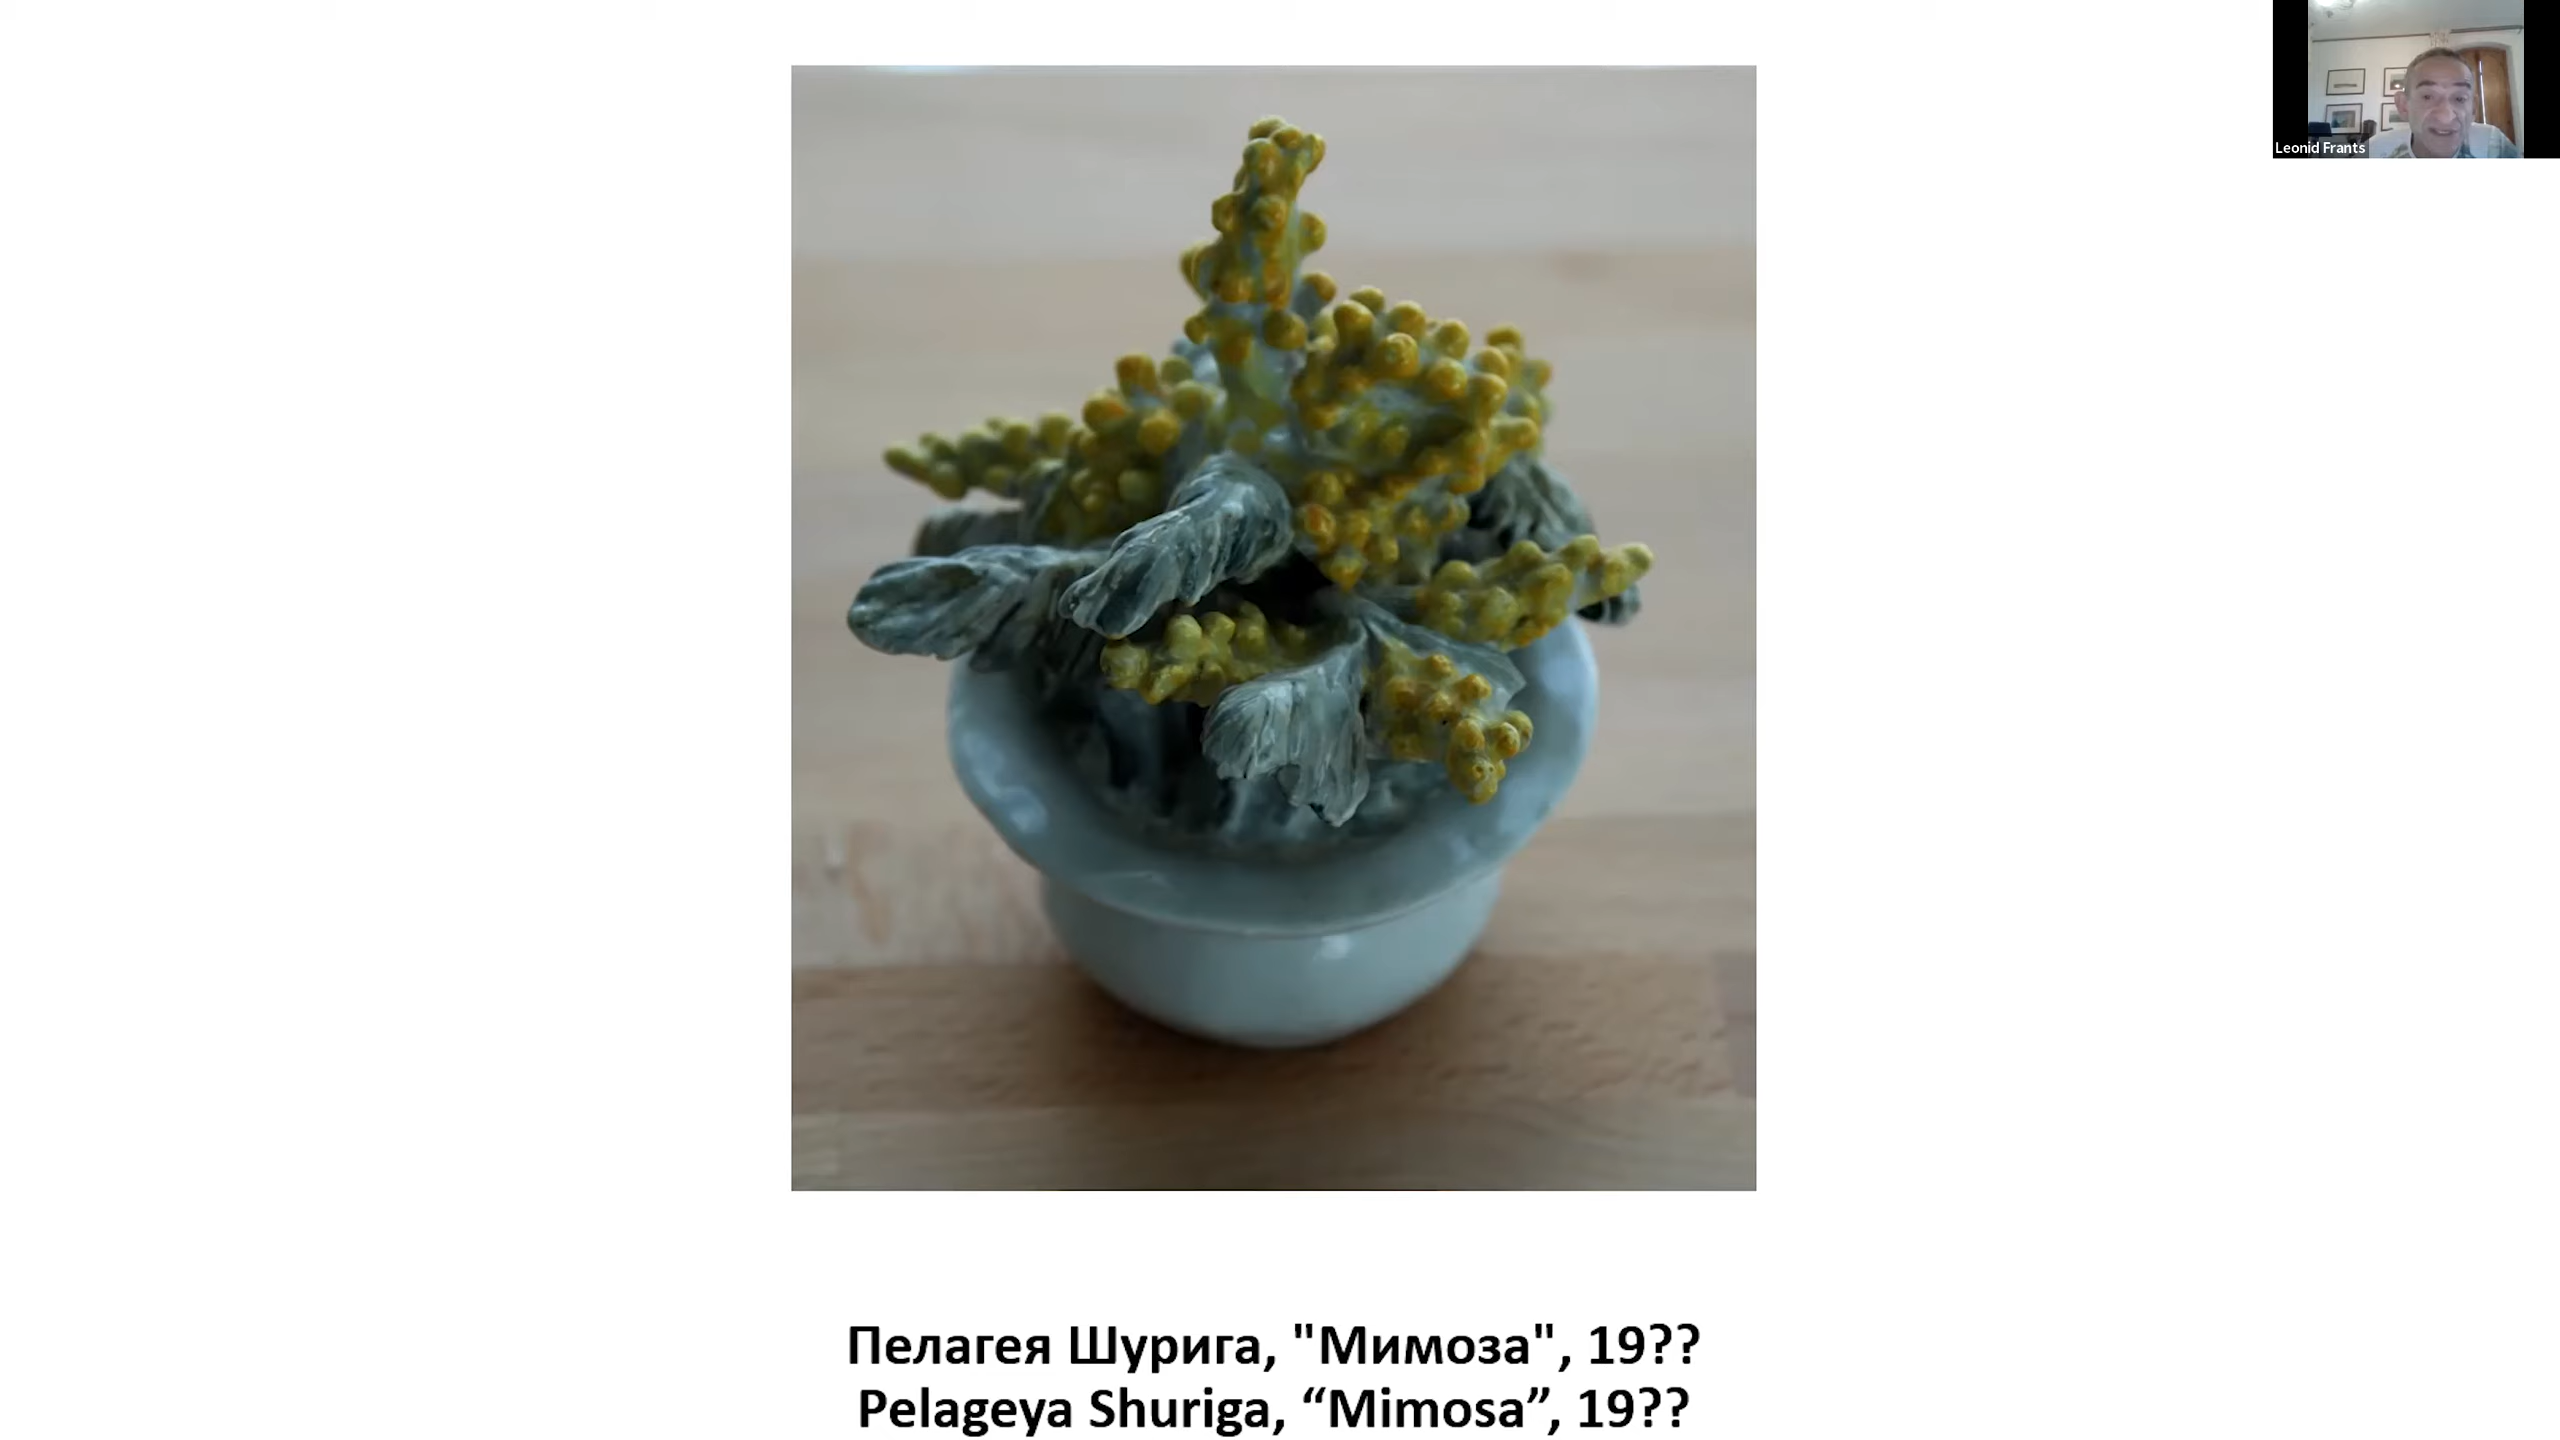 Leonid Frants
Пелагея Шурига, "Мимоза", 19??
Pelageya Shuriga, “Mimosa”, 19??